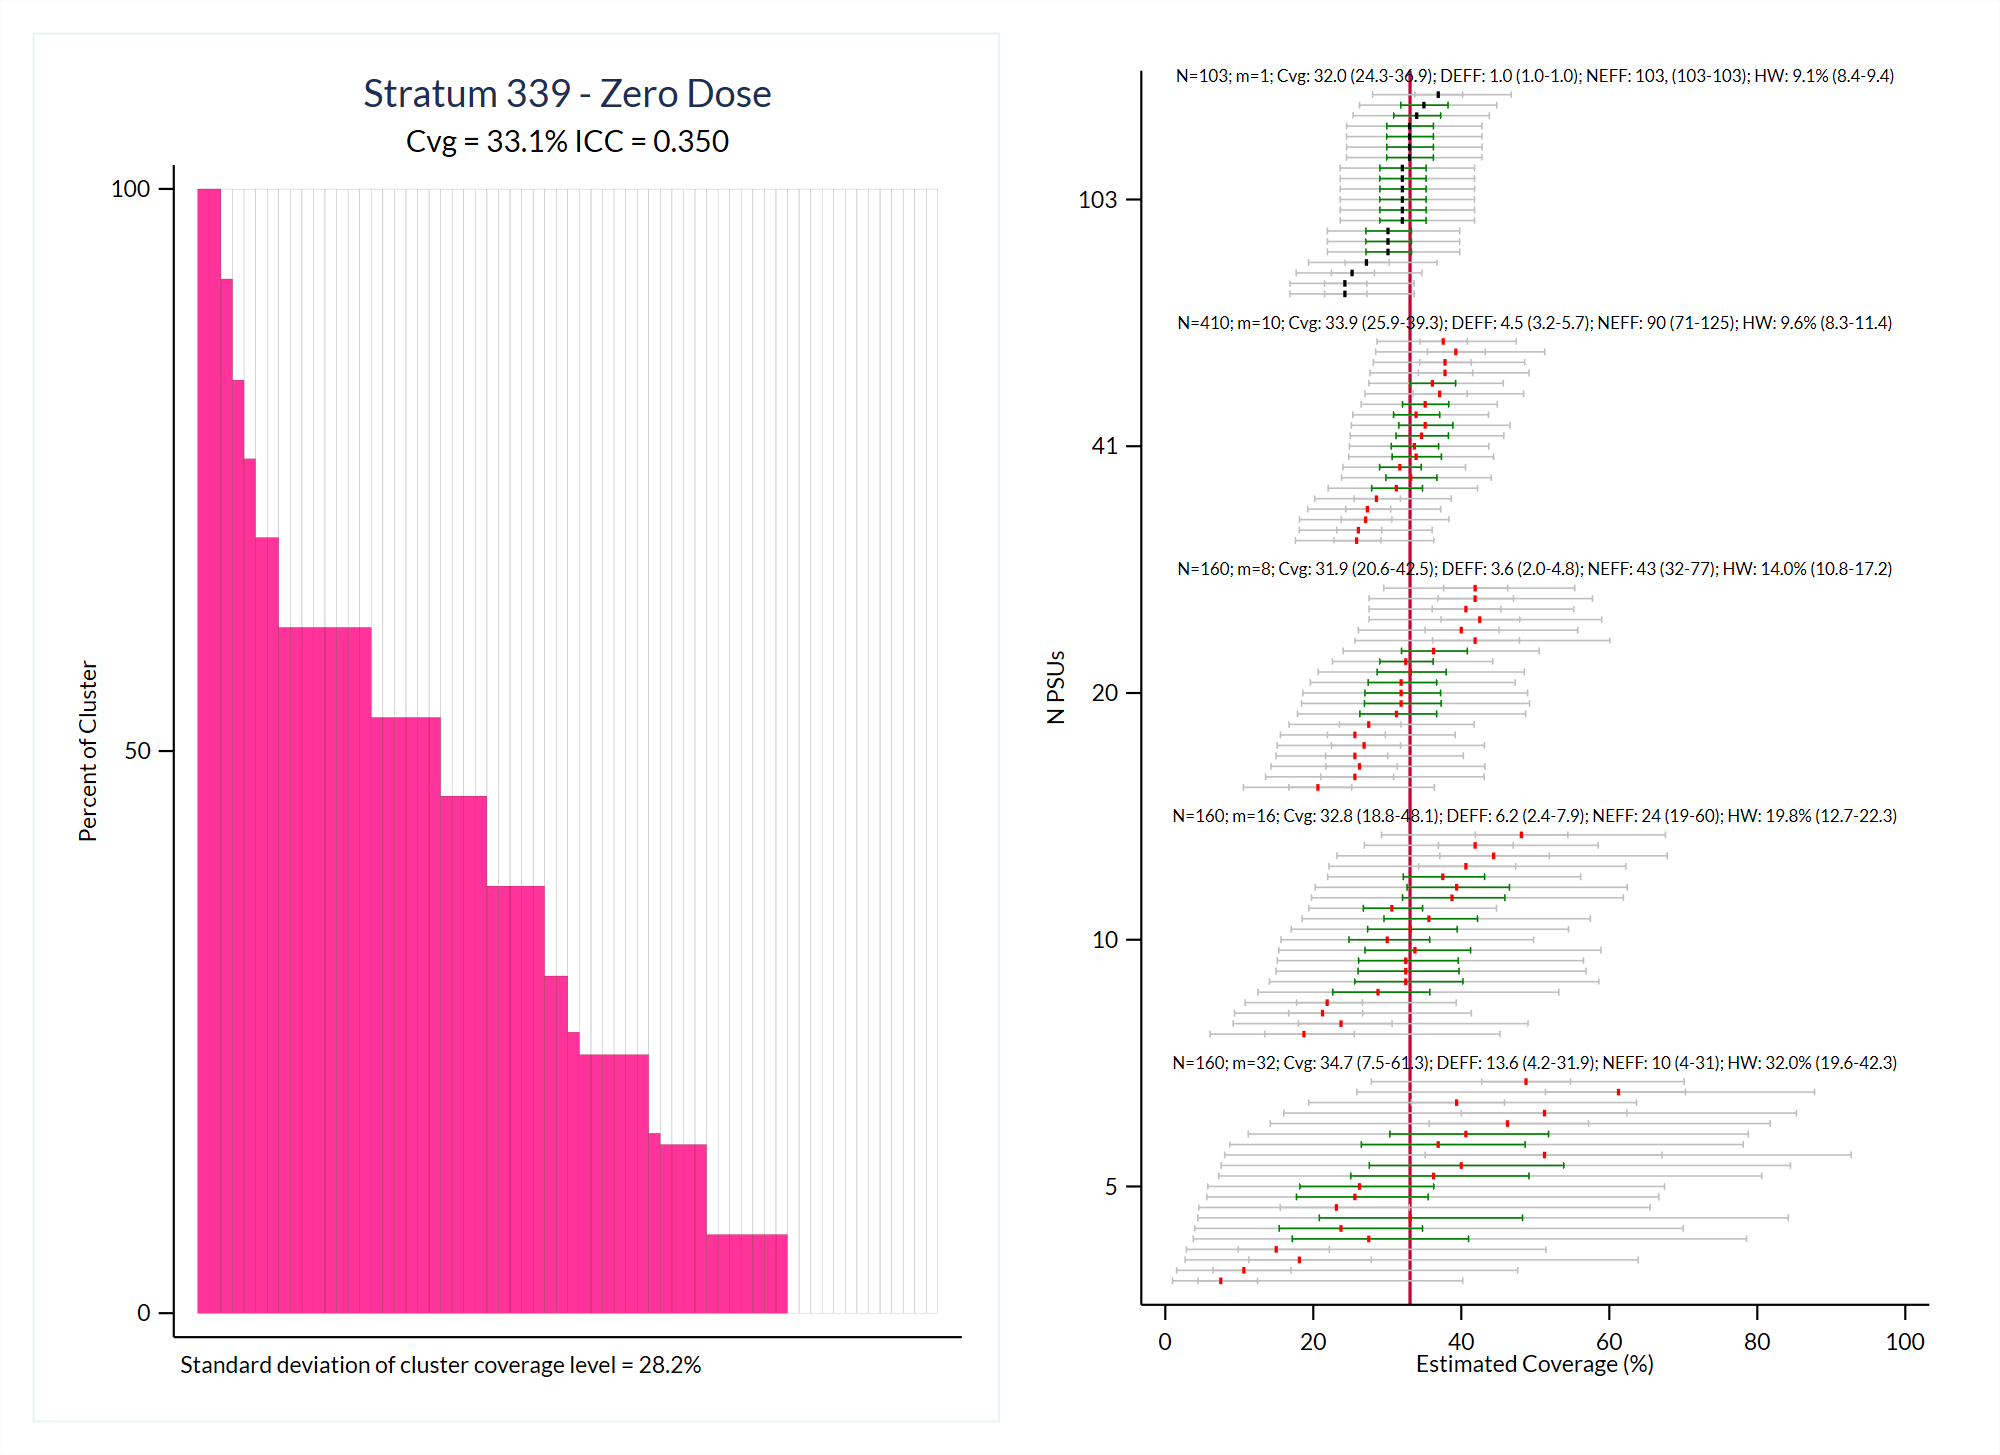 Stratum 339 - Zero Dose
Cvg = 33.1% ICC = 0.350
100
50
0
Percent of Cluster
Standard deviation of cluster coverage level = 28.2%
N=103; m=1; Cvg: 32.0 (24.3-36.9); DEFF: 1.0 (1.0-1.0); NEFF: 103, (103-103); HW: 9.1% (8.4-9.4)
103
N=410; m=10; Cvg: 33.9 (25.9-39.3); DEFF: 4.5 (3.2-5.7); NEFF: 90 (71-125); HW: 9.6% (8.3-11.4)
41
N=160; m=8; Cvg: 31.9 (20.6-42.5); DEFF: 3.6 (2.0-4.8); NEFF: 43 (32-77); HW: 14.0% (10.8-17.2)
20
N=160; m=16; Cvg: 32.8 (18.8-48.1); DEFF: 6.2 (2.4-7.9); NEFF: 24 (19-60); HW: 19.8% (12.7-22.3)
10
N=160; m=32; Cvg: 34.7 (7.5-61.3); DEFF: 13.6 (4.2-31.9); NEFF: 10 (4-31); HW: 32.0% (19.6-42.3)
5
N PSUs
0 20 40 60 80 100
Estimated Coverage (%)